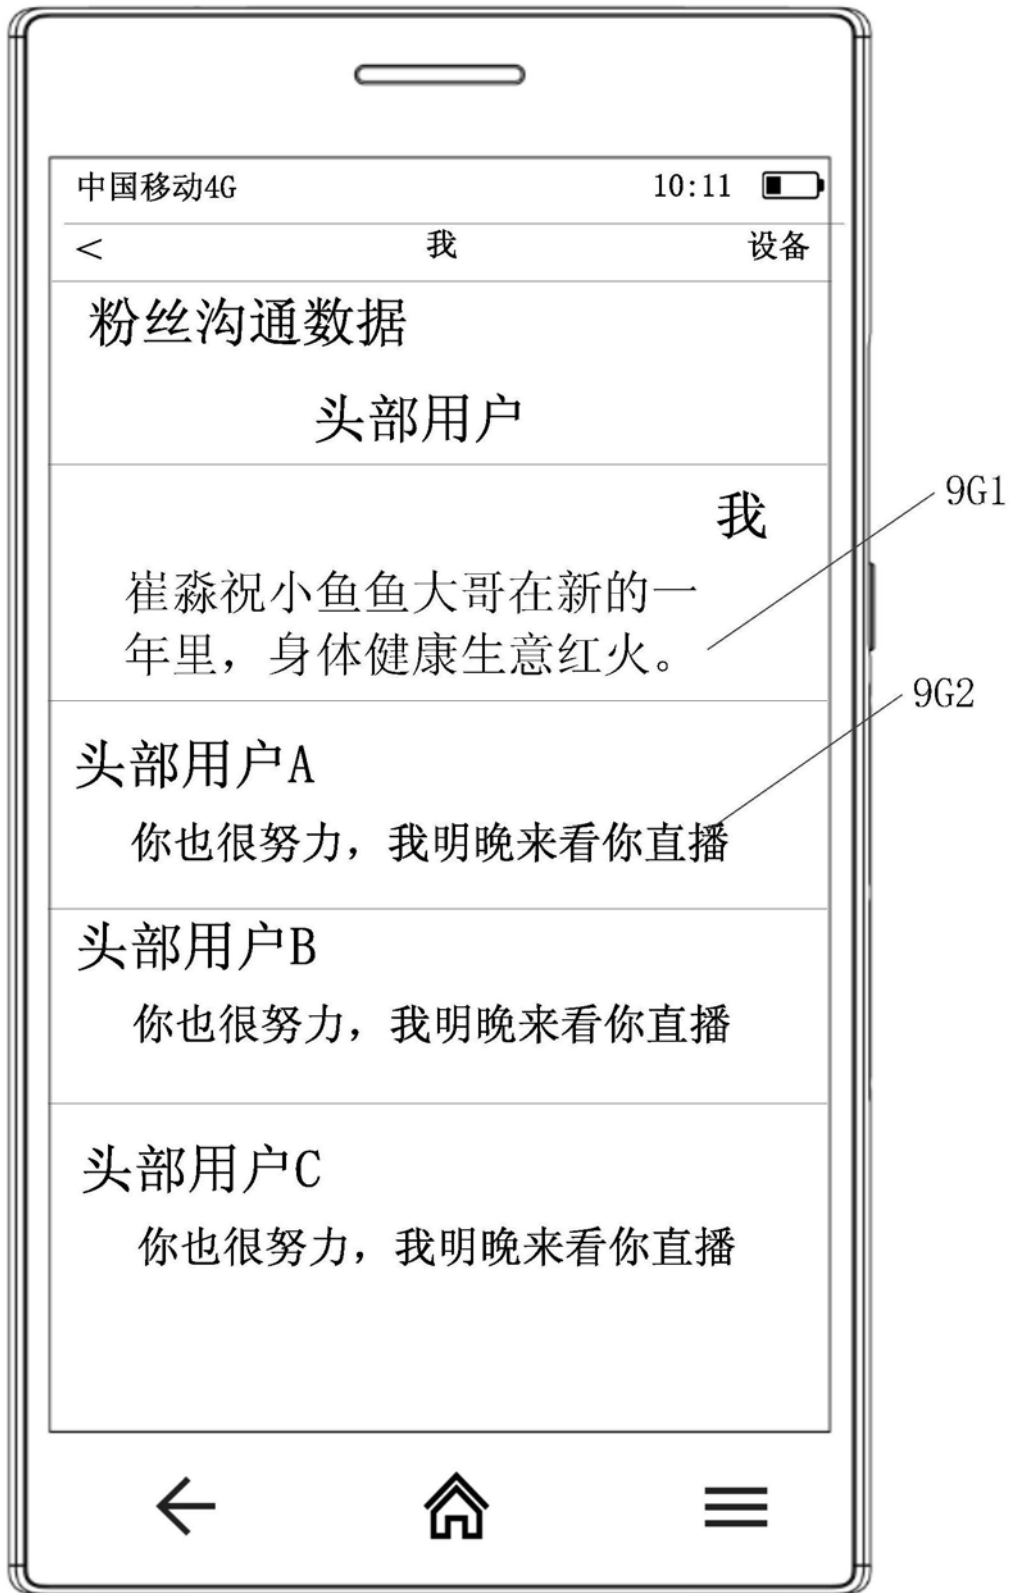 中国移动4G 10:11
< 我 设备
粉丝沟通数据
头部用户
我
崔淼祝小鱼鱼大哥在新的一
年里，身体健康生意红火。
9G1
9G2
头部用户A
你也很努力，我明晚来看你直播
头部用户B
你也很努力，我明晚来看你直播
头部用户C
你也很努力，我明晚来看你直播